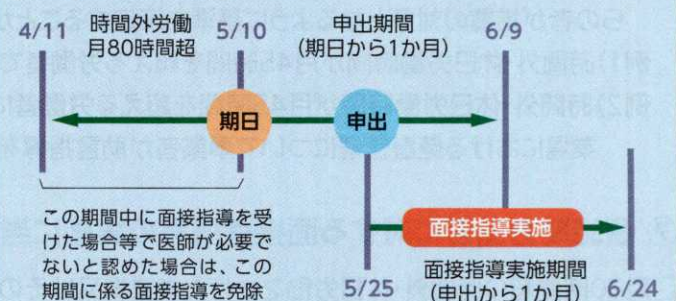 4/11
時間外労働
月80時間超
5/10
申出期間
(期日から1か月)
6/9
期日
申出
この期間中に面接指導を受
けた場合等で医師が必要で
ないと認めた場合は、この
期間に係る面接指導を免除
面接指導実施
5/25
面接指導実施期間
(申出から1か月)
6/24